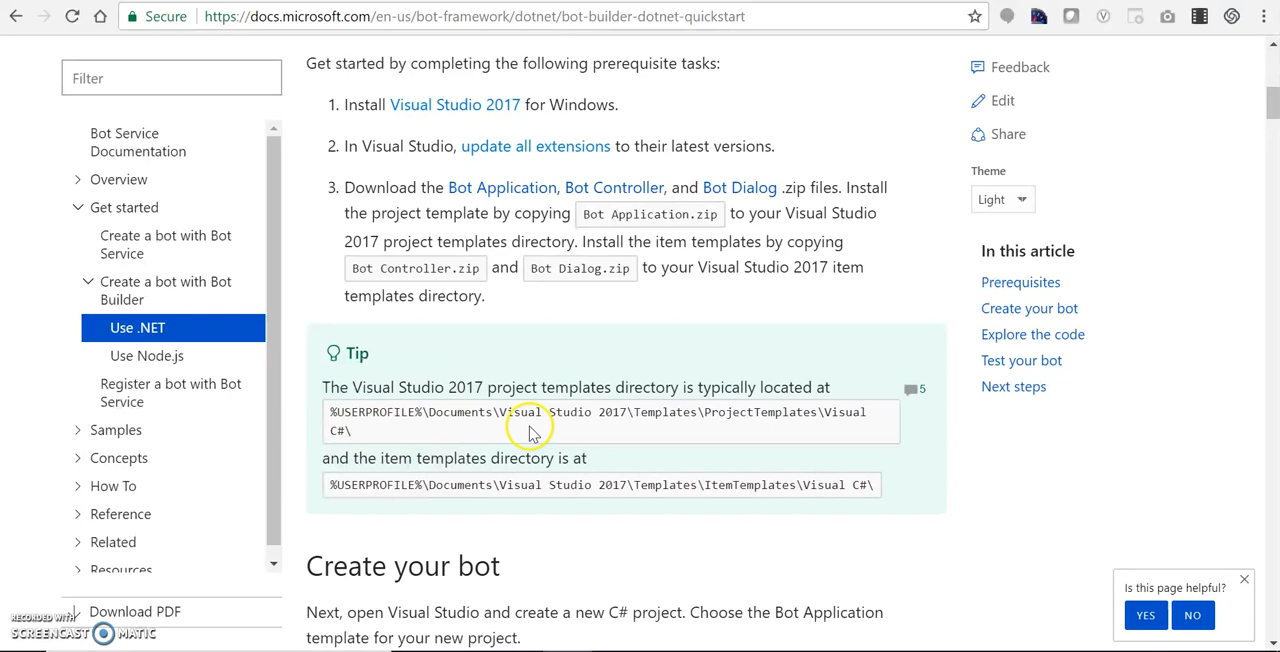 Secure
https://docs.microsoft.com/en-us/bot-framework/dotnet/bot-builder-dotnet-quickstart
Filter
Bot Service
Documentation
Overview
Get started
Create a bot with Bot
Service
Create a bot with Bot
Builder
Use .NET
Use Node.js
Register a bot with Bot
Service
Samples
Concepts
How To
Reference
Related
Resources
Download PDF
RECORDED WITH
SCREENCAST MATIC
Get started by completing the following prerequisite tasks:
1. Install Visual Studio 2017 for Windows.
2. In Visual Studio, update all extensions to their latest versions.
3. Download the Bot Application, Bot Controller, and Bot Dialog .zip files. Install
the project template by copying Bot Application.zip to your Visual Studio
2017 project templates directory. Install the item templates by copying
Bot Controller.zip and Bot Dialog.zip to your Visual Studio 2017 item
templates directory.
Tip
The Visual Studio 2017 project templates directory is typically located at
5
%USERPROFILE%\Documents\Visual Studio 2017\Templates\ProjectTemplates\Visual
C#\
and the item templates directory is at
%USERPROFILE%\Documents\Visual Studio 2017\Templates\ItemTemplates\Visual C#\
Create your bot
Next, open Visual Studio and create a new C# project. Choose the Bot Application
template for your new project.
Feedback
Edit
Share
Theme
Light
In this article
Prerequisites
Create your bot
Explore the code
Test your bot
Next steps
Is this page helpful?
YES
NO